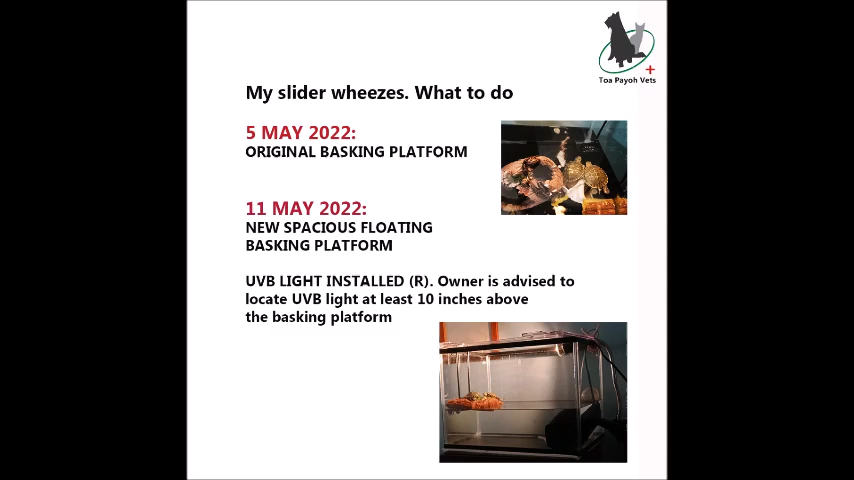 Toa Payoh Vets
My slider wheezes. What to do
5 MAY 2022:
ORIGINAL BASKING PLATFORM
11 MAY 2022:
NEW SPACIOUS FLOATING
BASKING PLATFORM
UVB LIGHT INSTALLED (R). Owner is advised to
locate UVB light at least 10 inches above
the basking platform